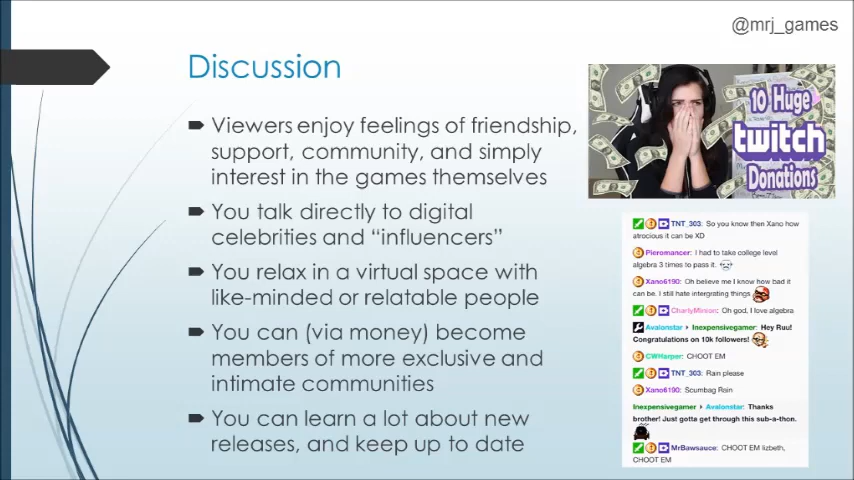 @mrj_games
Discussion
Viewers enjoy feelings of friendship,
support, community, and simply
interest in the games themselves
You talk directly to digital
celebrities and “influencers”
You relax in a virtual space with
like-minded or relatable people
You can (via money) become
members of more exclusive and
intimate communities
You can learn a lot about new
releases, and keep up to date
10 Huge
twitch
Donations
TNT_303: So you know then Xano how
atrocious it can be XD
Pieromancer: I had to take college level
algebra 3 times to pass it.
Xano6190: Oh believe me I know how bad it
can be. I still hate intergrating things
CharlyMinion: Oh god, I love algebra
Avalonstar Inexpensivegamer: Hey Ruu!
Congratulations on 10k followers!
CWHarper: CHOOT EM
TNT_303: Rain please
Xano6190: Scumbag Rain
Inexpensivegamer Avalonstar: Thanks
brother! Just gotta get through this sub-a-thon.
MrBawsauce: CHOOT EM lizbeth,
CHOOT EM